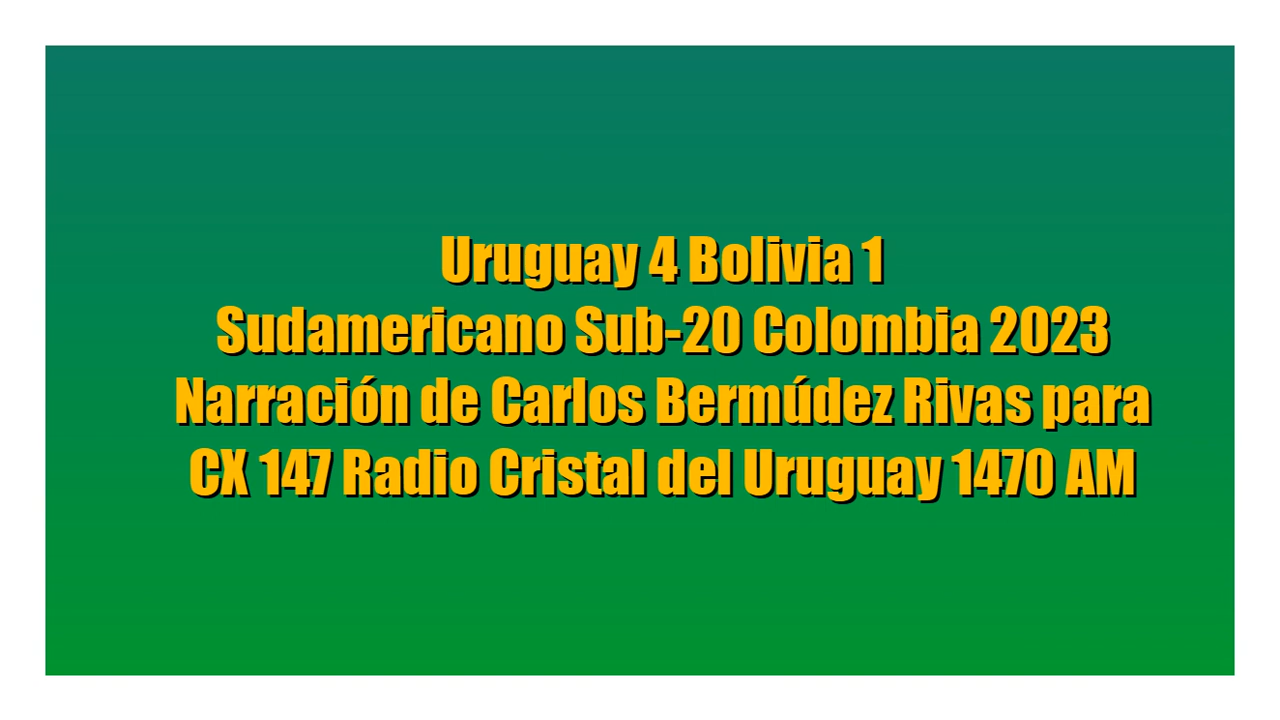 Uruguay 4 Bolivia 1
Sudamericano Sub-20 Colombia 2023
Narración de Carlos Bermúdez Rivas para
CX 147 Radio Cristal del Uruguay 1470 AM